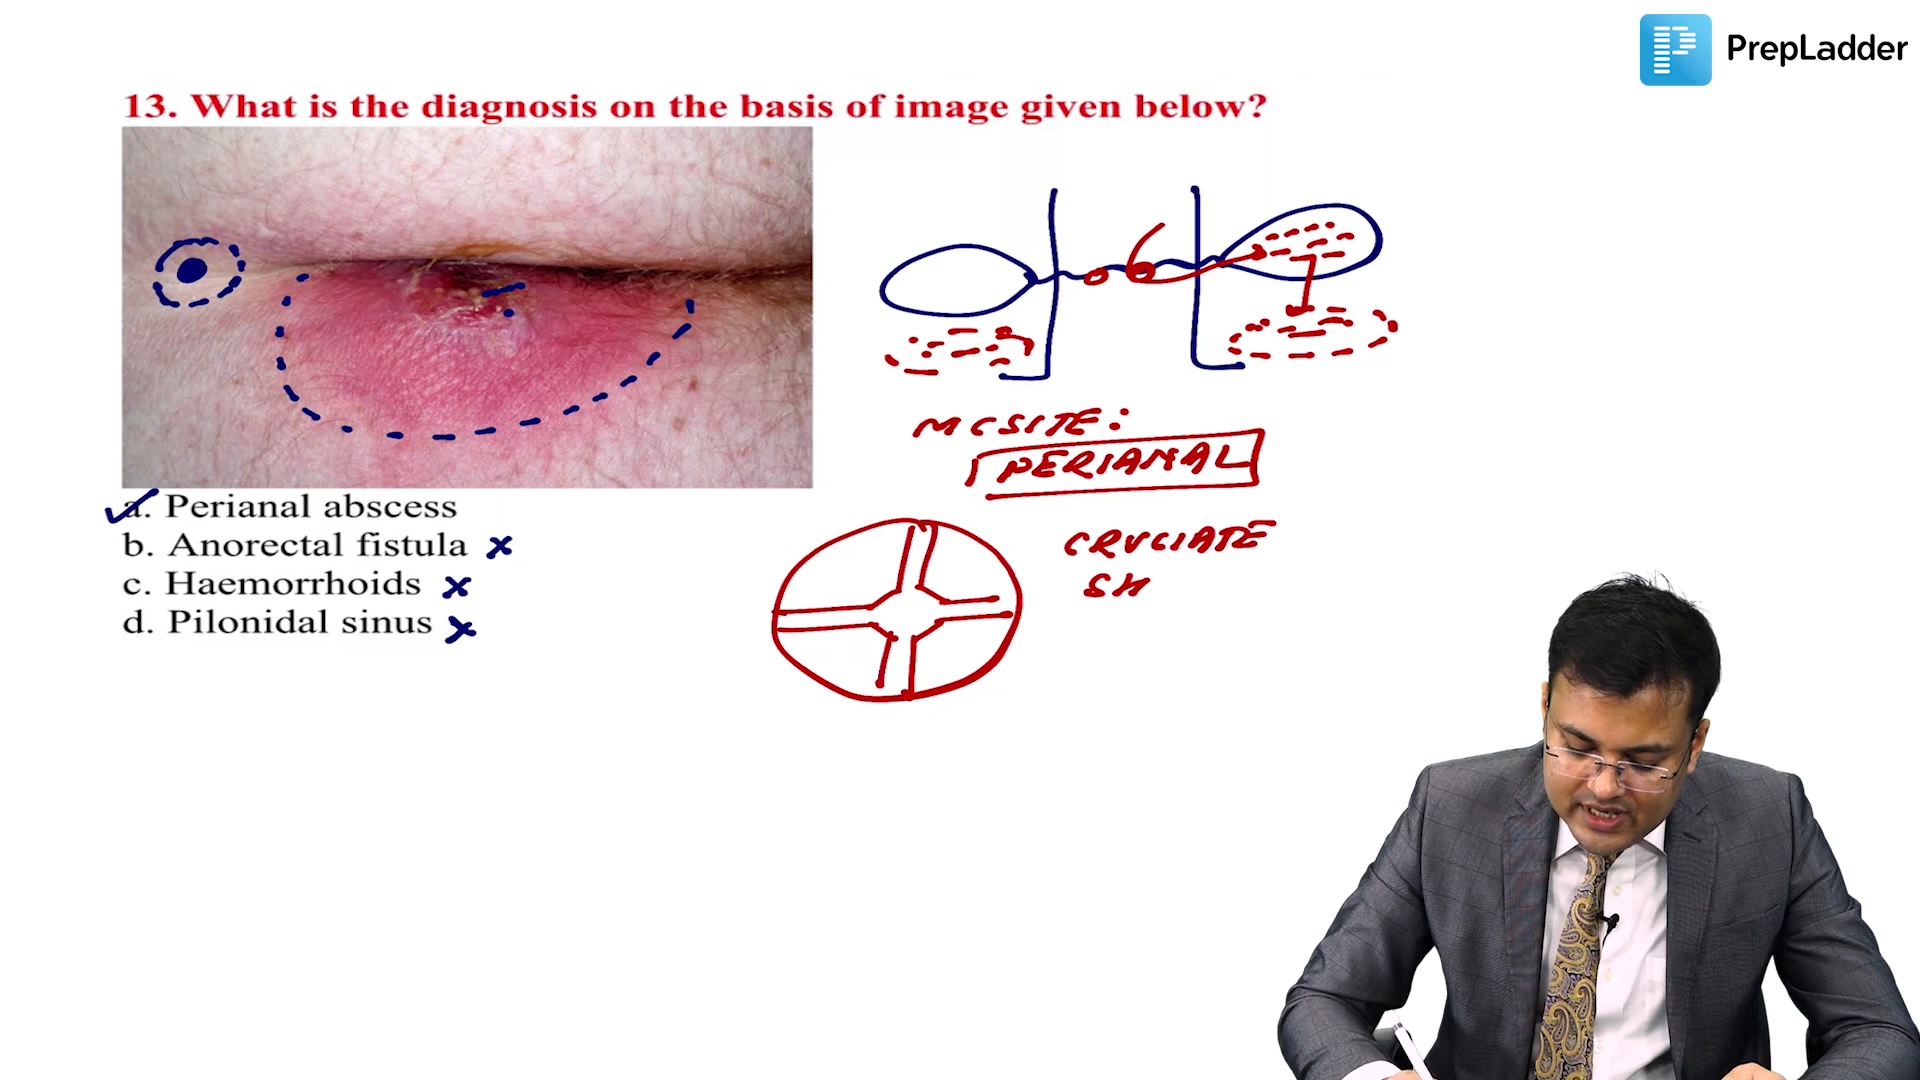 PrepLadder
13. What is the diagnosis on the basis of image given below?
MC SITE:
PERIANAL
a. Perianal abscess
b. Anorectal fistula x
c. Haemorrhoids x
d. Pilonidal sinus x
CRUCIATE
SH